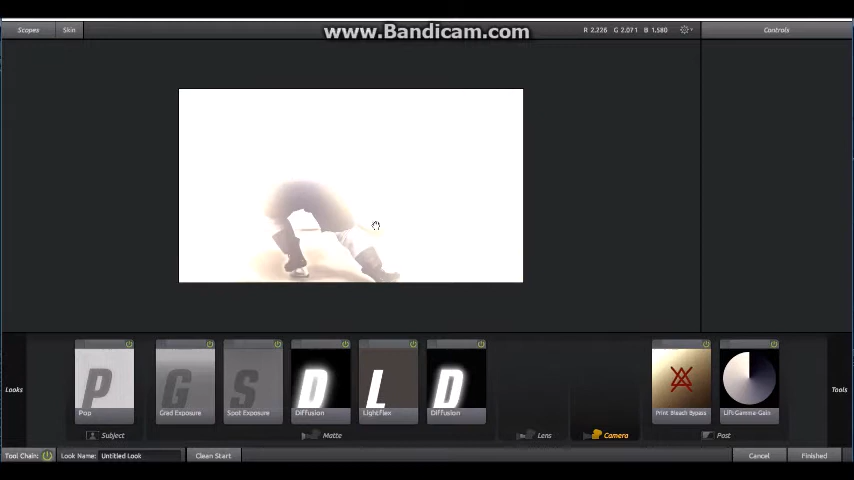 www.Bandicam.com
Scopes Skin R 2.226 G 2.071 B 1.580 Controls
Looks Tools
P G S D L D
Pop Grad Exposure Spot Exposure Diffusion LightFlex Diffusion Print Bleach Bypass Lift-Gamma-Gain
Subject Matte Lens Camera Post
Tool Chain: Look Name: Untitled Look Clean Start Cancel Finished